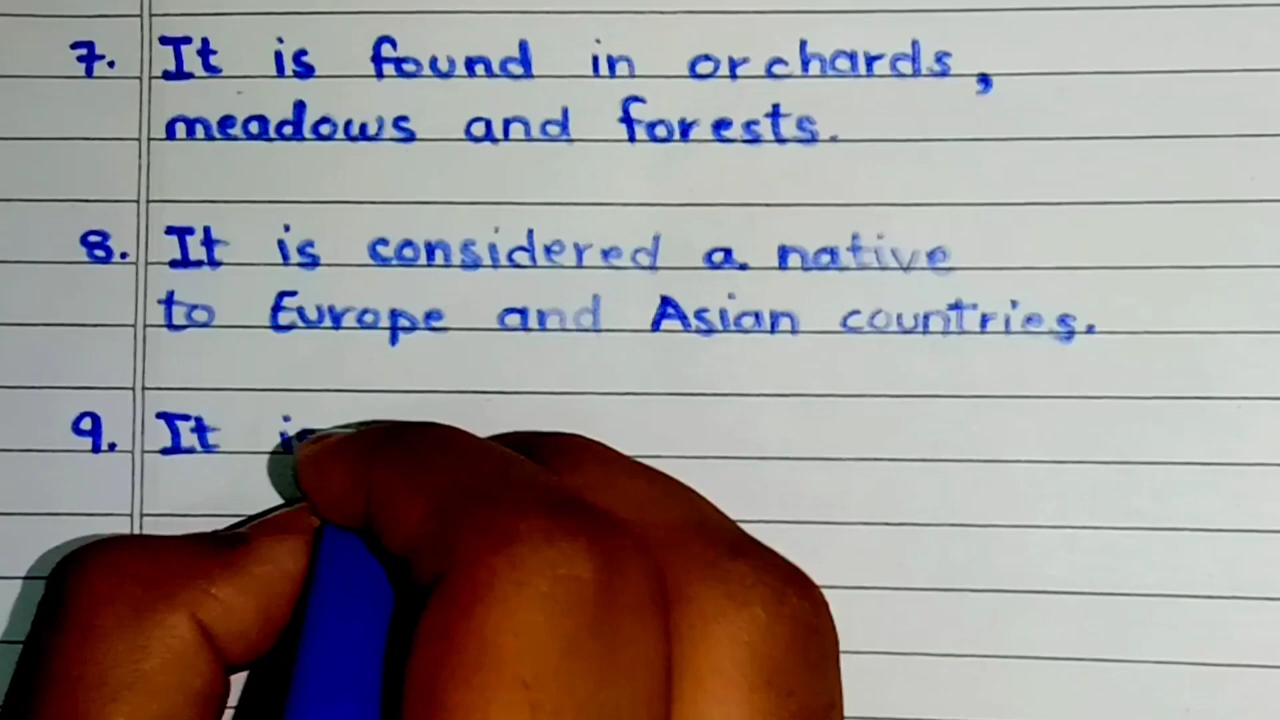 7. It is found in orchards,
meadows and forests.
8. It is considered a native
to Europe and Asian countries.
9. It is